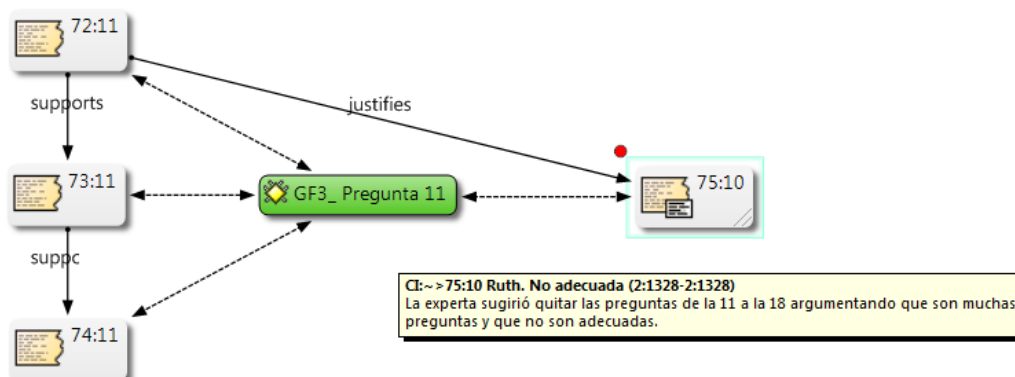 72:11
supports
justifies
73:11
GF3_ Pregunta 11
75:10
suppc
CI:~>75:10 Ruth. No adecuada (2:1328-2:1328)
La experta sugirió quitar las preguntas de la 11 a la 18 argumentando que son muchas
preguntas y que no son adecuadas.
74:11